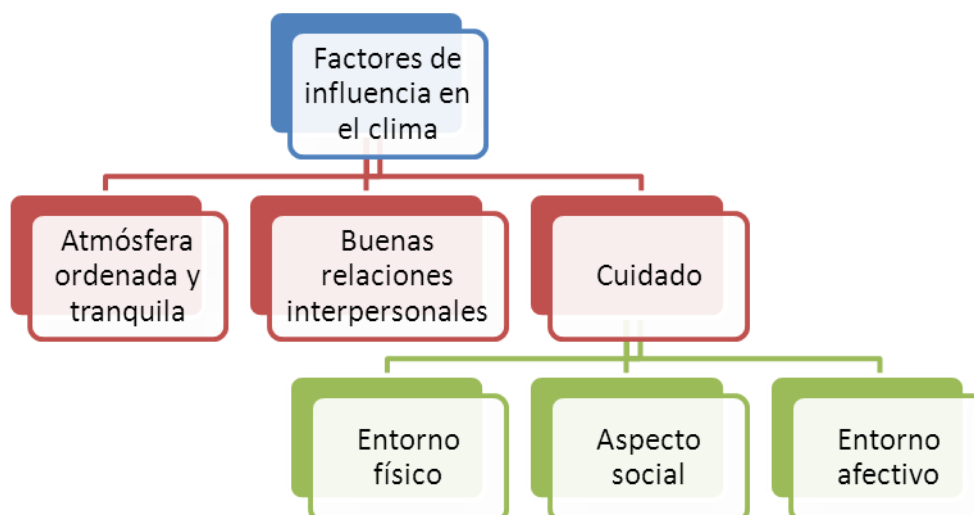 Factores de
influencia en
el clima
Atmósfera
ordenada y
tranquila
Buenas
relaciones
interpersonales
Cuidado
Entorno
físico
Aspecto
social
Entorno
afectivo